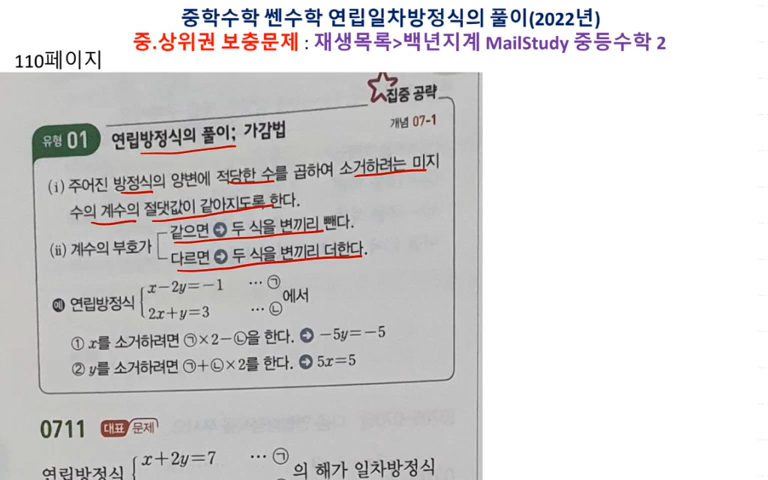 중학수학 쎈수학 연립일차방정식의 풀이(2022년)
중.상위권 보충문제 : 재생목록>백년지계 MailStudy 중등수학 2
110페이지
집중 공략
유형 01 연립방정식의 풀이; 가감법
개념 07-1
(i) 주어진 방정식의 양변에 적당한 수를 곱하여 소거하려는 미지
수의 계수의 절댓값이 같아지도록 한다.
(ii) 계수의 부호가
같으면 ➔ 두 식을 변끼리 뺀다.
다르면 ➔ 두 식을 변끼리 더한다.
예 연립방정식
x-2y=-1 … ㉠
2x+y=3 … ㉡
에서
① x를 소거하려면 ㉠×2-㉡을 한다. ➔ -5y=-5
② y를 소거하려면 ㉠+㉡×2를 한다. ➔ 5x=5
0711 대표 문제
연립방정식
x+2y=7 … ㉠
의 해가 일차방정식